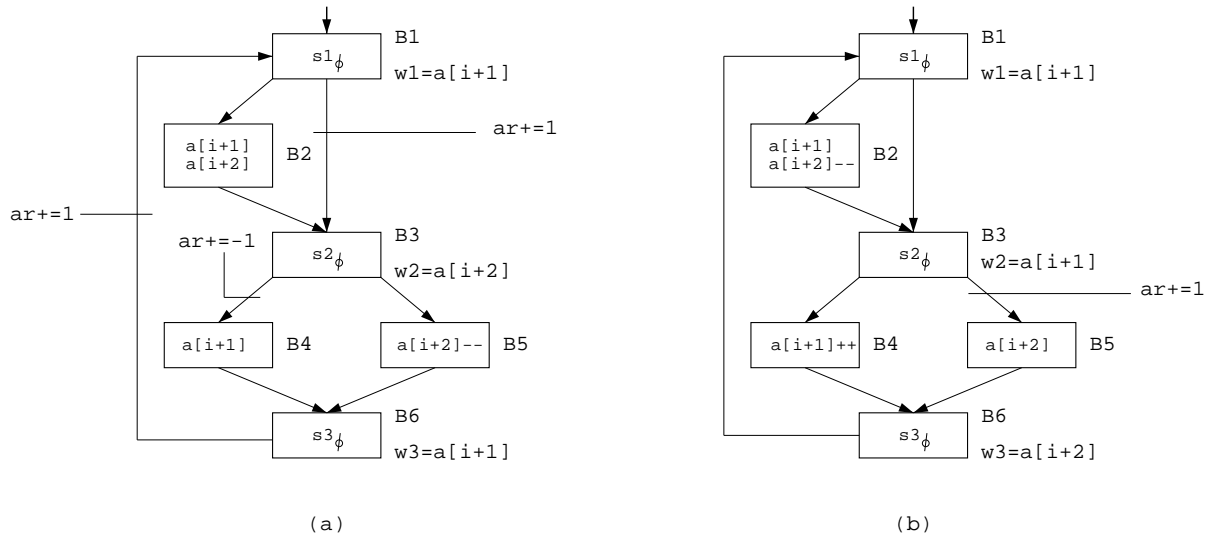 B1
s1ϕ
w1=a[i+1]
ar+=1
a[i+1]
a[i+2]
B2
ar+=1
ar+=-1
B3
s2ϕ
w2=a[i+2]
a[i+1]
B4
a[i+2]--
B5
B6
s3ϕ
w3=a[i+1]
(a)
B1
s1ϕ
w1=a[i+1]
a[i+1]
a[i+2]--
B2
B3
s2ϕ
w2=a[i+1]
ar+=1
a[i+1]++
B4
a[i+2]
B5
B6
s3ϕ
w3=a[i+2]
(b)